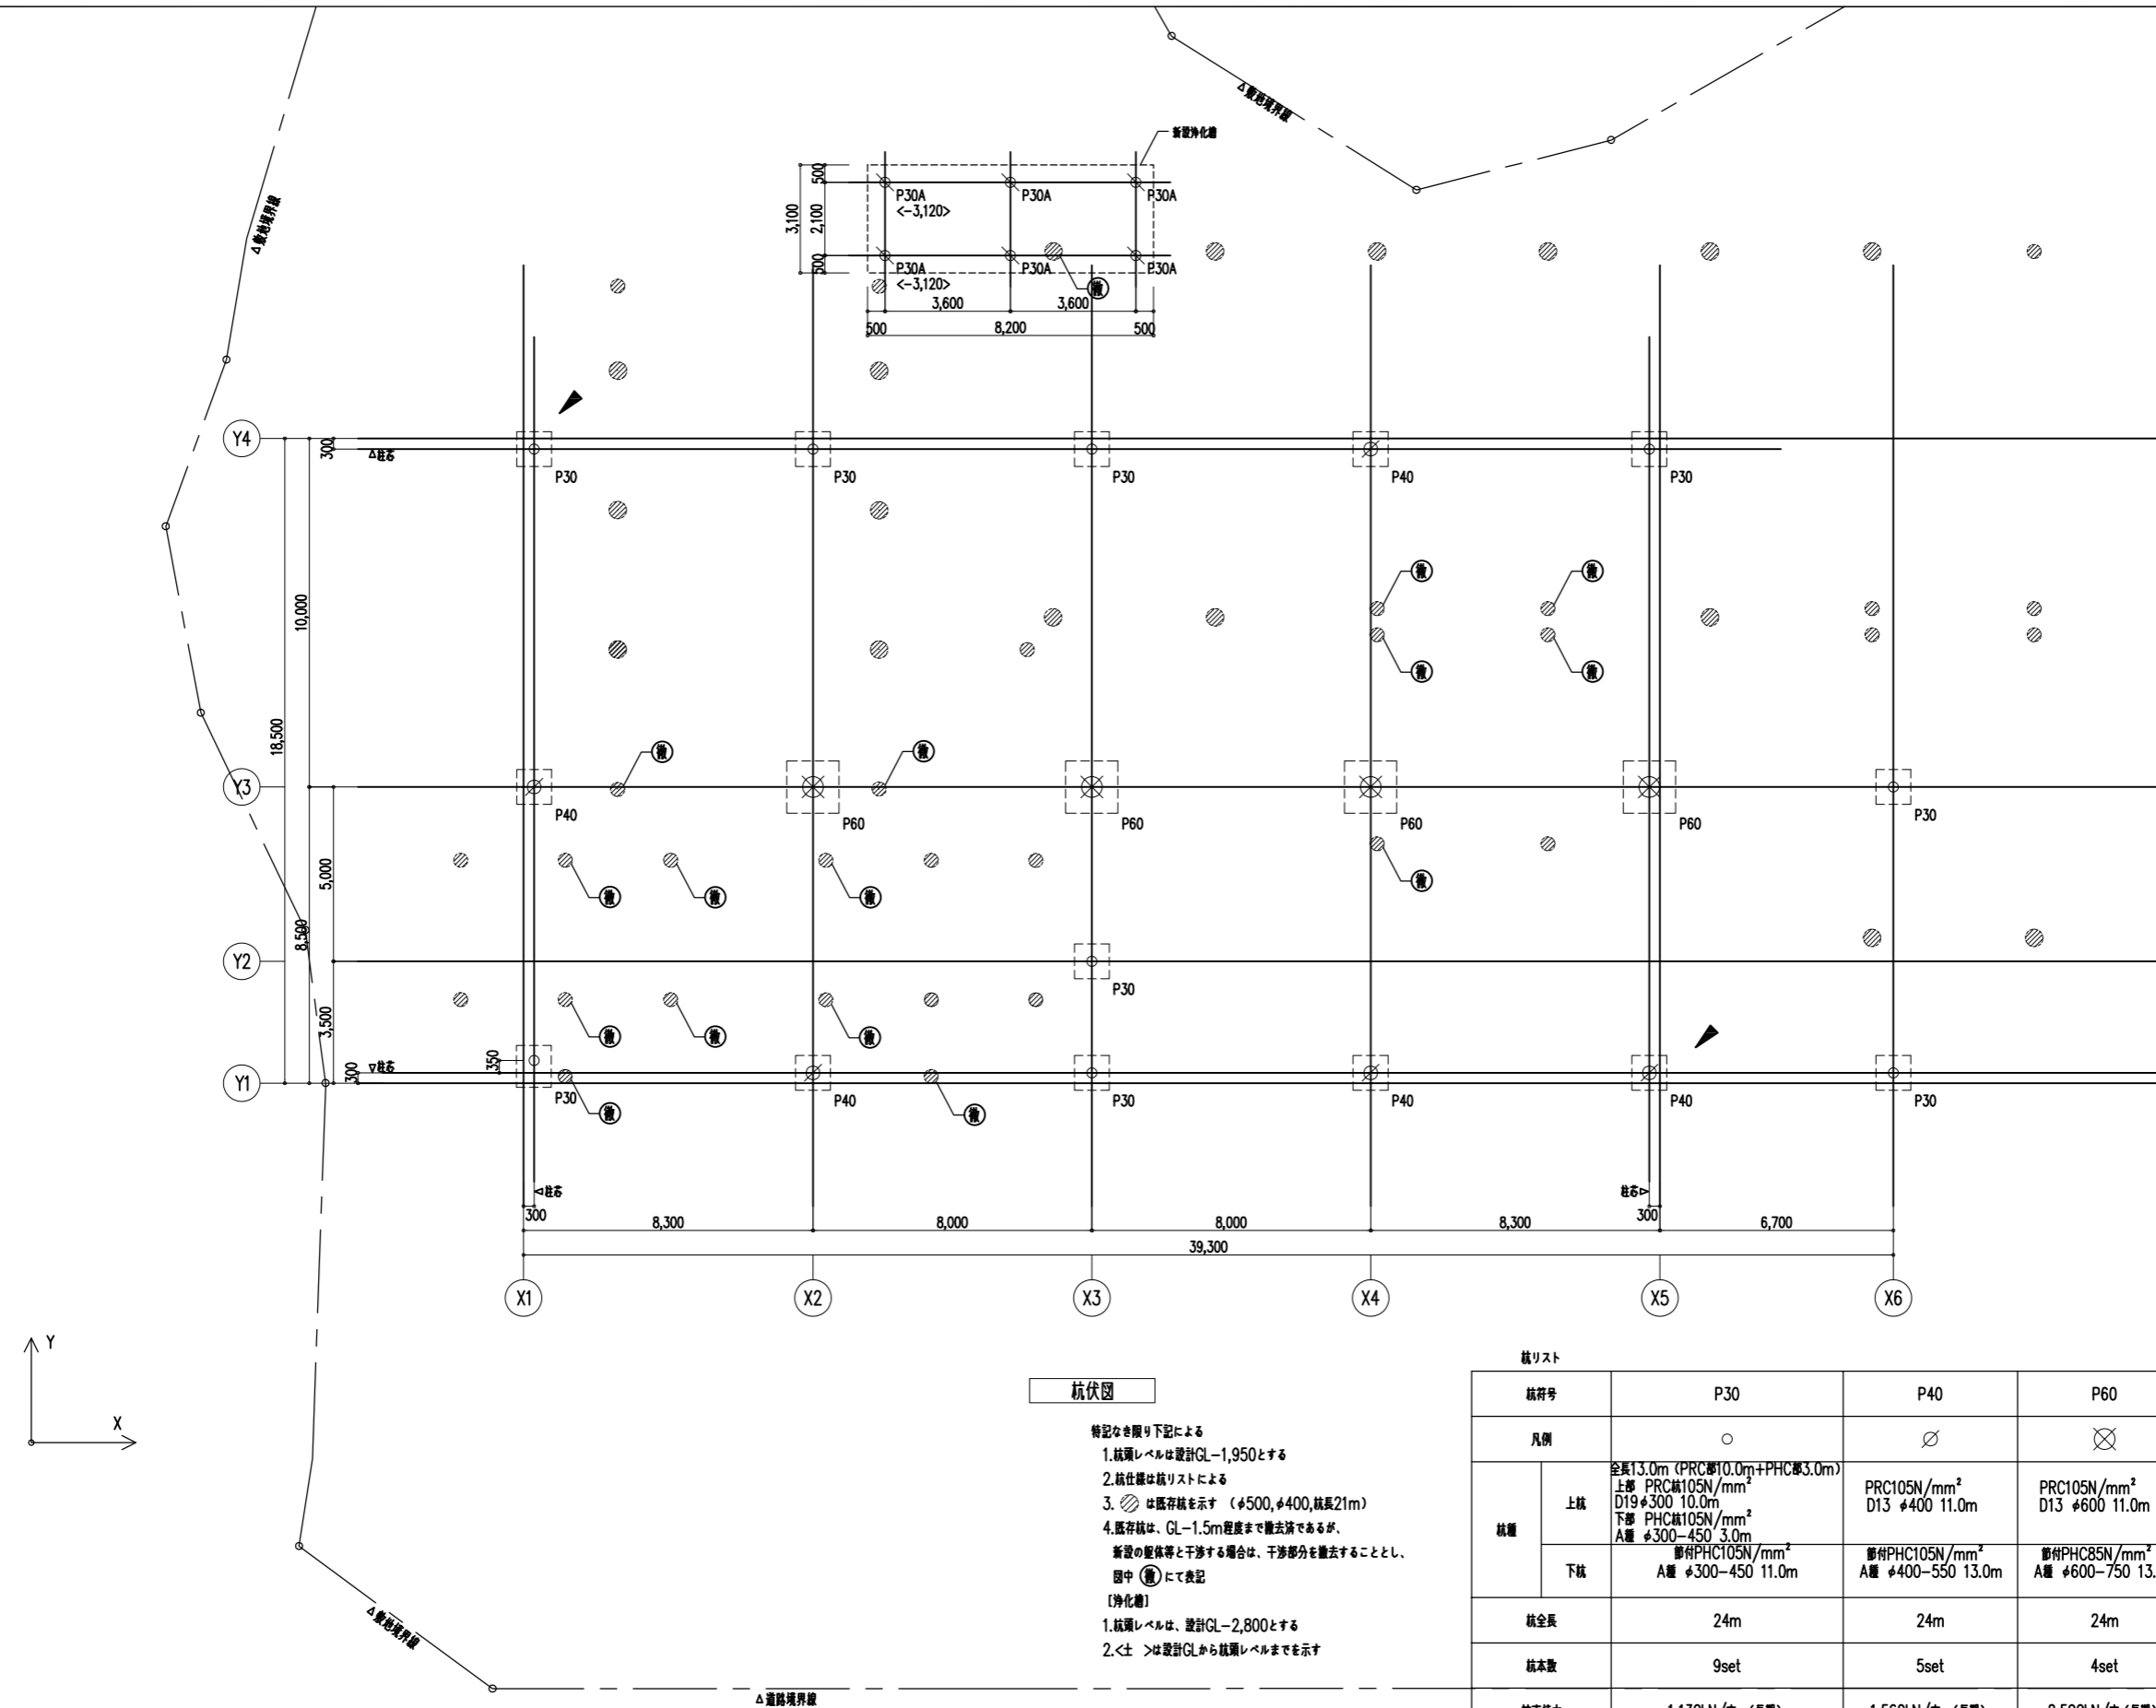 △敷地境界線
△敷地境界線
新設浄化槽
500
2,100
3,100
500
P30A
<-3,120>
P30A
P30A
P30A
<-3,120>
P30A
P30A
撤
3,600
3,600
500
8,200
500
Y4
300
△柱芯
P30
P30
P30
P40
P30
10,000
18,500
撤
撤
撤
撤
撤
撤
Y3
P40
P60
P60
P60
P60
P30
5,000
8,500
撤
撤
撤
撤
Y2
P30
3,500
撤
撤
撤
350
300
▽柱芯
Y1
P30
P40
P30
P40
P40
P30
撤
撤
◁柱芯
柱芯▷
300
8,300
8,000
8,000
8,300
300
6,700
39,300
X1
X2
X3
X4
X5
X6
Y
X
杭伏図
特記なき限り下記による
1.杭頭レベルは設計GL-1,950とする
2.杭仕様は杭リストによる
3. は既存杭を示す (φ500,φ400,杭長21m)
4.既存杭は、GL-1.5m程度まで撤去済であるが、
新設の躯体等と干渉する場合は、干渉部分を撤去することとし、
図中 撤 にて表記
[浄化槽]
1.杭頭レベルは、設計GL-2,800とする
2.<± >は設計GLから杭頭レベルまでを示す
△敷地境界線
△道路境界線
杭リスト
杭符号 P30 P40 P60
凡例
杭種
上杭
全長13.0m (PRC部10.0m+PHC部3.0m)
上部 PRC杭105N/mm²
D19φ300 10.0m
下部 PHC杭105N/mm²
A種 φ300-450 3.0m
PRC105N/mm²
D13 φ400 11.0m
PRC105N/mm²
D13 φ600 11.0m
下杭
節付PHC105N/mm²
A種 φ300-450 11.0m
節付PHC105N/mm²
A種 φ400-550 13.0m
節付PHC85N/mm²
A種 φ600-750 13.
杭全長 24m 24m 24m
杭本数 9set 5set 4set